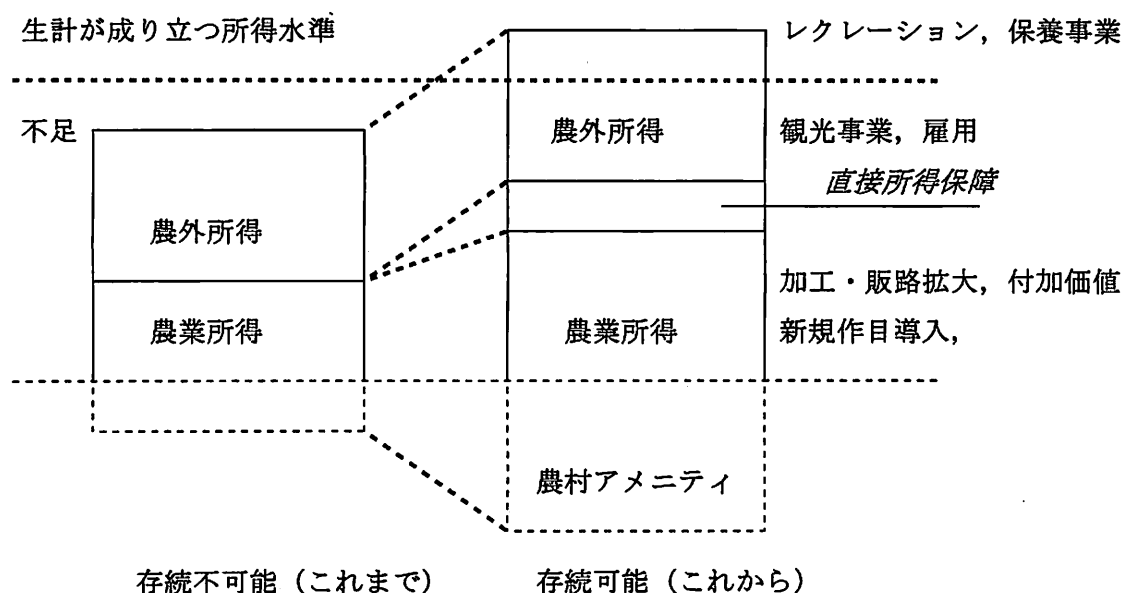 生計が成り立つ所得水準
レクレーション，保養事業
不足
農外所得
観光事業，雇用
直接所得保障
農外所得
加工・販路拡大，付加価値
農業所得
農業所得
新規作目導入，
農村アメニティ
存続不可能（これまで）
存続可能（これから）